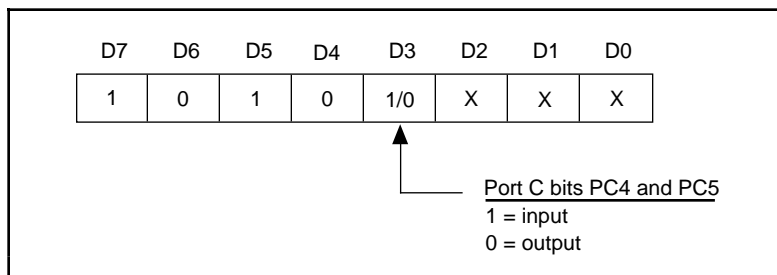 D7 D6 D5 D4 D3 D2 D1 D0
1 0 1 0 1/0 X X X
Port C bits PC4 and PC5
1 = input
0 = output